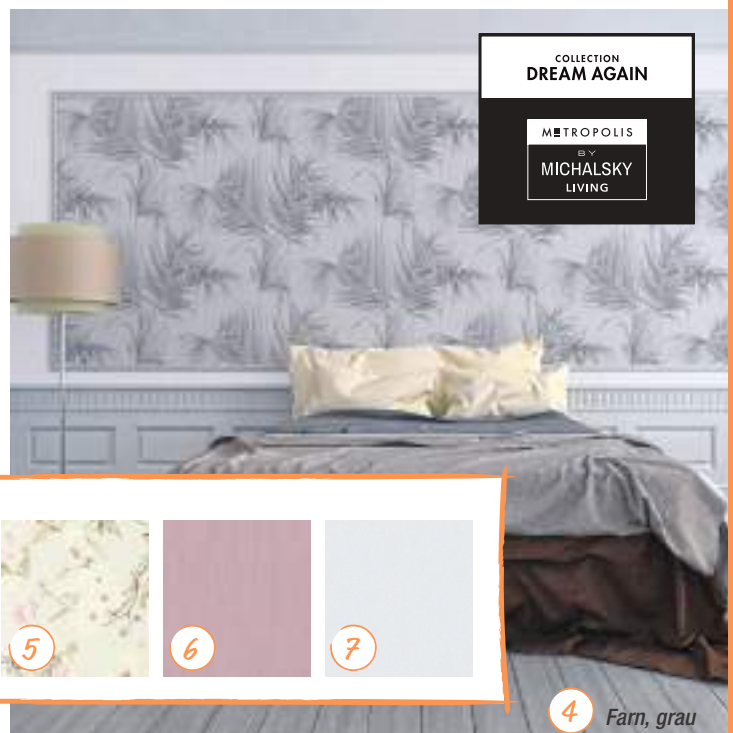 COLLECTION
DREAM AGAIN
METROPOLIS
BY
MICHALSKY
LIVING
5
6
7
4
Farn, grau